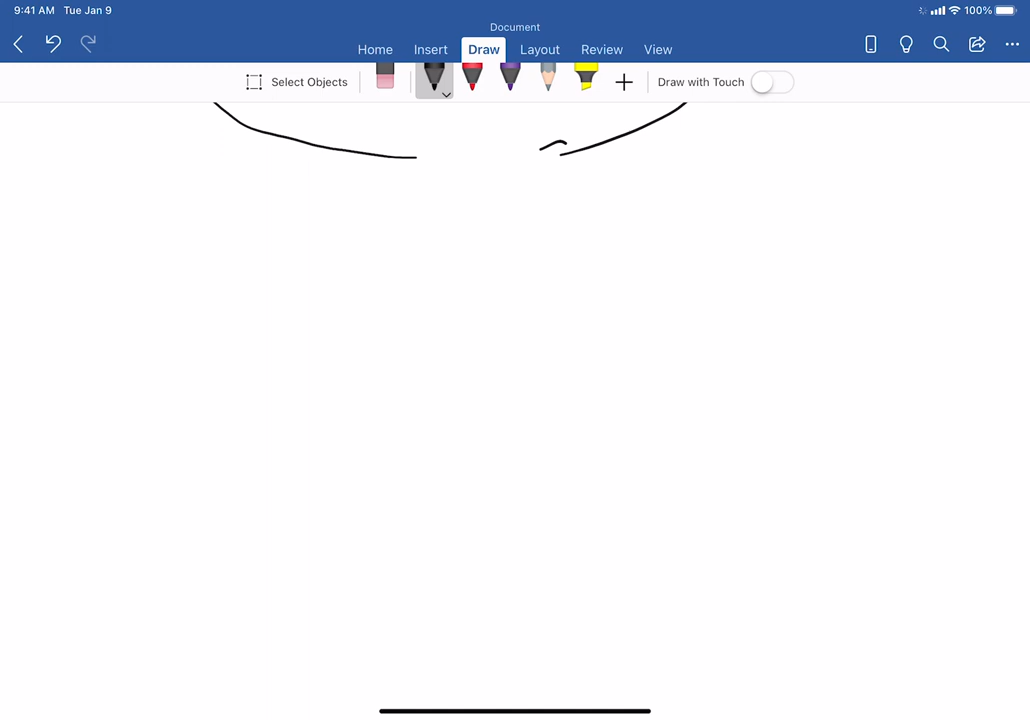 9:41 AM Tue Jan 9 100%
Document
Home Insert Draw Layout Review View
Select Objects Draw with Touch